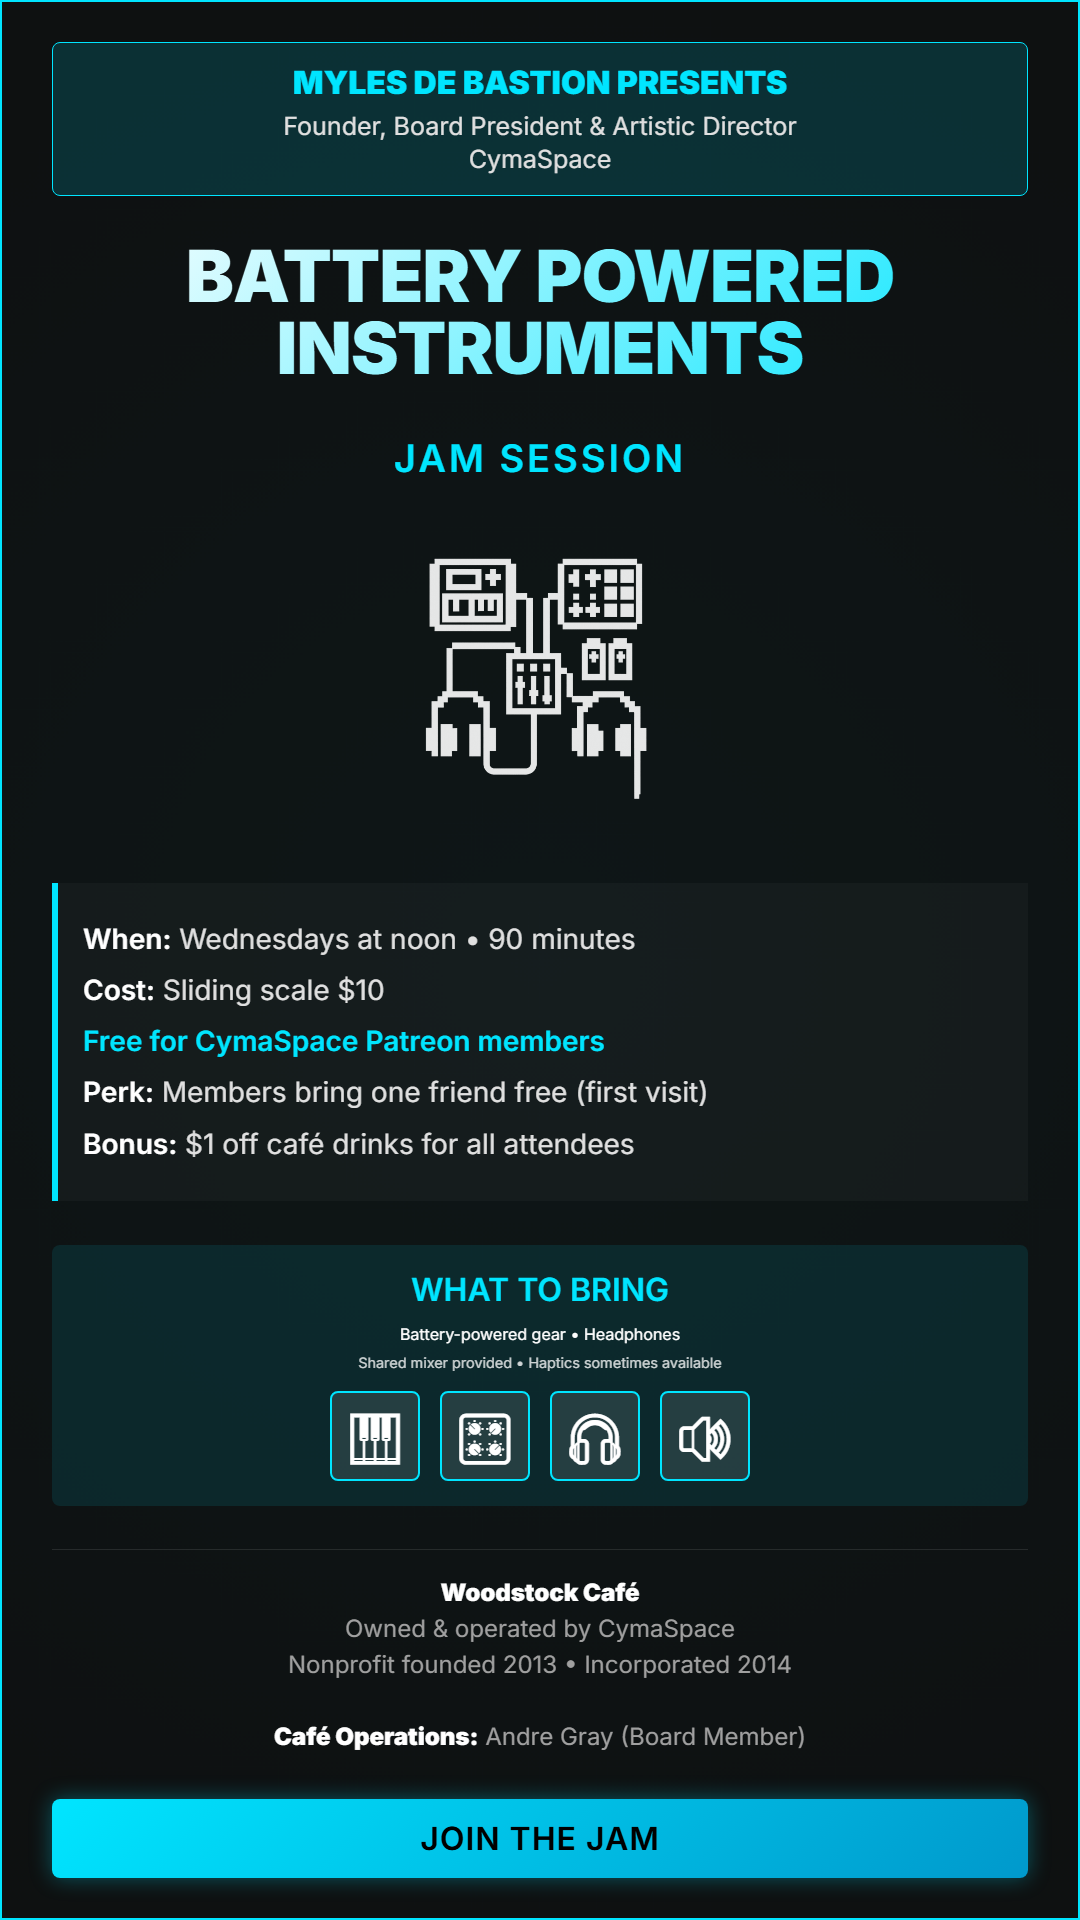 MYLES DE BASTION PRESENTS
Founder, Board President & Artistic Director
CymaSpace
BATTERY POWERED
INSTRUMENTS
JAM SESSION
When: Wednesdays at noon • 90 minutes
Cost: Sliding scale $10
Free for CymaSpace Patreon members
Perk: Members bring one friend free (first visit)
Bonus: $1 off café drinks for all attendees
WHAT TO BRING
Battery-powered gear • Headphones
Shared mixer provided • Haptics sometimes available
Woodstock Café
Owned & operated by CymaSpace
Nonprofit founded 2013 • Incorporated 2014
Café Operations: Andre Gray (Board Member)
JOIN THE JAM